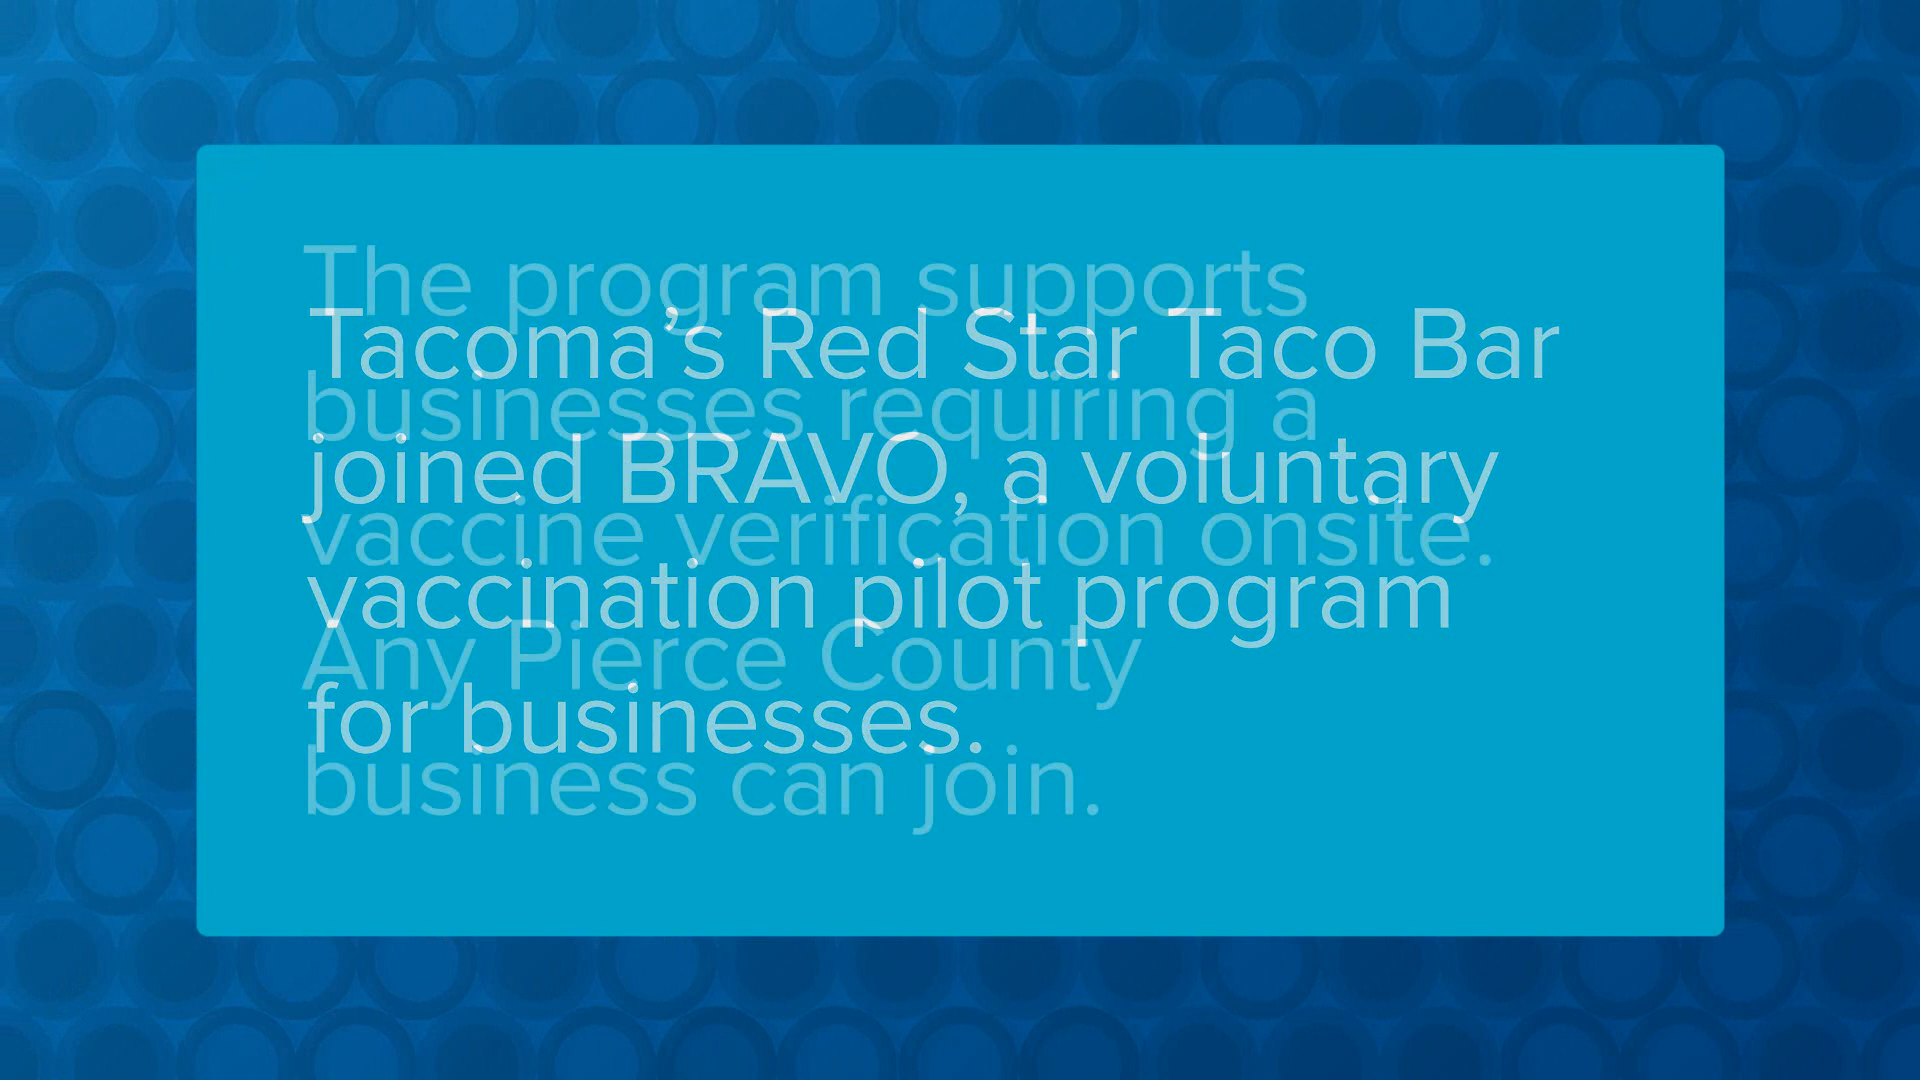 Tacoma’s Red Star Taco Bar
joined BRAVO, a voluntary
vaccination pilot program
for businesses.
The program supports
businesses requiring a
vaccine verification onsite.
Any Pierce County
business can join.